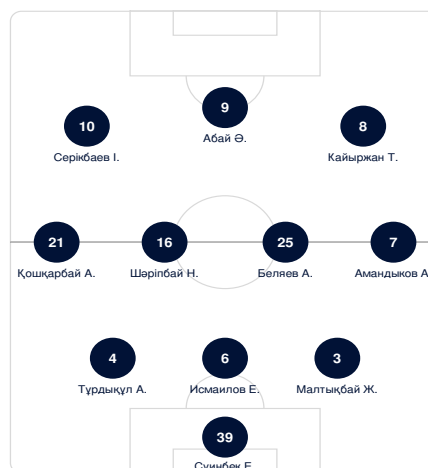 9
Абай Ә.
10
Серікбаев І.
8
Кайыржан Т.
21
Қошқарбай А.
16
Шәріпбай Н.
25
Беляев А.
7
Амандыков А
4
Тұрдықұл А.
6
Исмаилов Е.
3
Малтықбай Ж.
39
Суинбек Е.